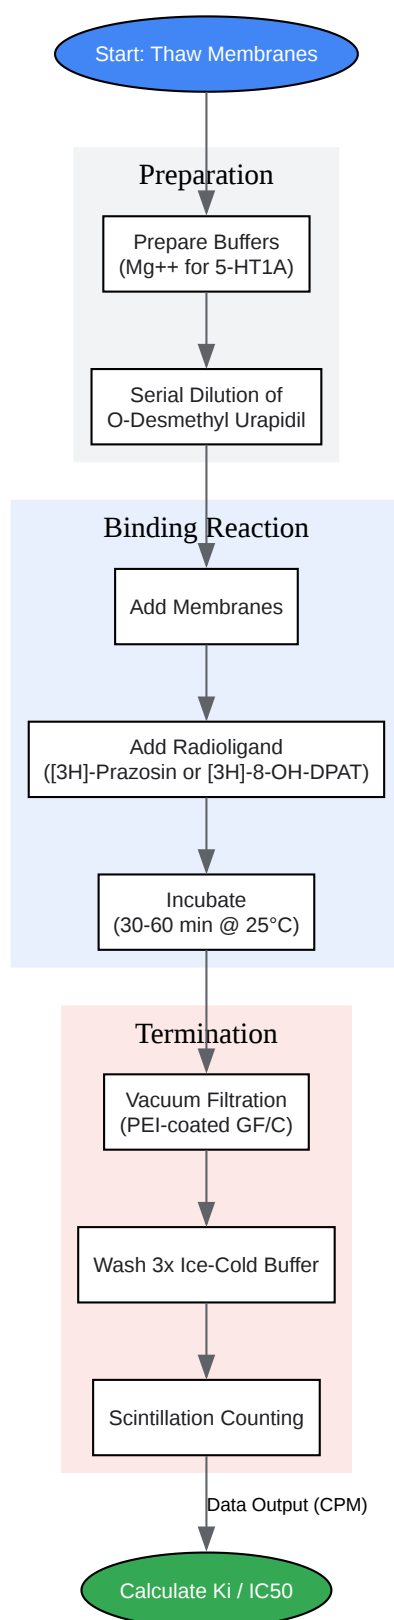 Start: Thaw Membranes
Preparation
Prepare Buffers
(Mg++ for 5-HT1A)
Serial Dilution of
O-Desmethyl Urapidil
Binding Reaction
Add Membranes
Add Radioligand
([3H]-Prazosin or [3H]-8-OH-DPAT)
Incubate
(30-60 min @ 25°C)
Termination
Vacuum Filtration
(PEI-coated GF/C)
Wash 3x Ice-Cold Buffer
Scintillation Counting
Data Output (CPM)
Calculate Ki / IC50